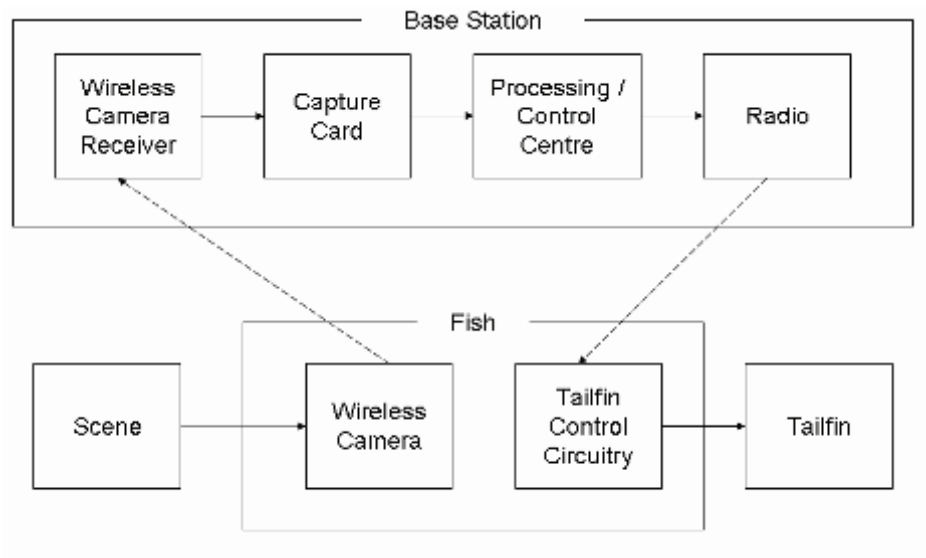 Base Station
Wireless
Camera
Receiver
Capture
Card
Processing /
Control
Centre
Radio
Fish
Scene
Wireless
Camera
Tailfin
Control
Circuitry
Tailfin